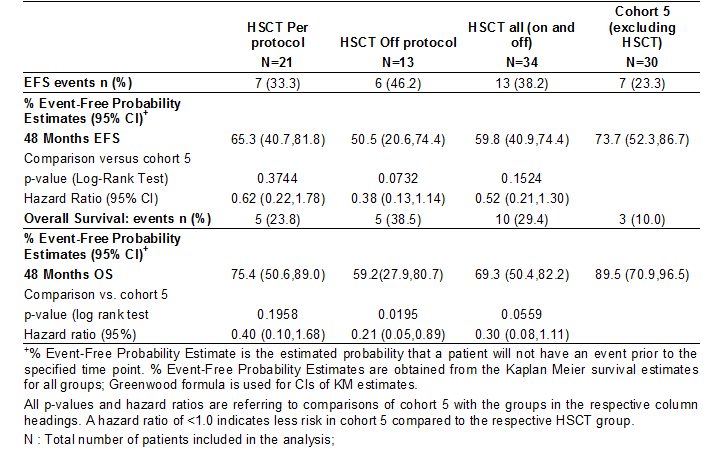 HSCT Per protocol HSCT Off protocol HSCT all (on and off) Cohort 5 (excluding HSCT)
N=21 N=13 N=34 N=30
EFS events n (%) 7 (33.3) 6 (46.2) 13 (38.2) 7 (23.3)
% Event-Free Probability
Estimates (95% CI)+
48 Months EFS 65.3 (40.7,81.8) 50.5 (20.6,74.4) 59.8 (40.9,74.4) 73.7 (52.3,86.7)
Comparison versus cohort 5
p-value (Log-Rank Test) 0.3744 0.0732 0.1524
Hazard Ratio (95% CI) 0.62 (0.22,1.78) 0.38 (0.13,1.14) 0.52 (0.21,1.30)
Overall Survival: events n (%) 5 (23.8) 5 (38.5) 10 (29.4) 3 (10.0)
% Event-Free Probability
Estimates (95% CI)+
48 Months OS 75.4 (50.6,89.0) 59.2(27.9,80.7) 69.3 (50.4,82.2) 89.5 (70.9,96.5)
Comparison vs. cohort 5
p-value (log rank test 0.1958 0.0195 0.0559
Hazard ratio (95%) 0.40 (0.10,1.68) 0.21 (0.05,0.89) 0.30 (0.08,1.11)
+% Event-Free Probability Estimate is the estimated probability that a patient will not have an event prior to the
specified time point. % Event-Free Probability Estimates are obtained from the Kaplan Meier survival estimates
for all groups; Greenwood formula is used for CIs of KM estimates.
All p-values and hazard ratios are referring to comparisons of cohort 5 with the groups in the respective column
headings. A hazard ratio of <1.0 indicates less risk in cohort 5 compared to the respective HSCT group.
N : Total number of patients included in the analysis;